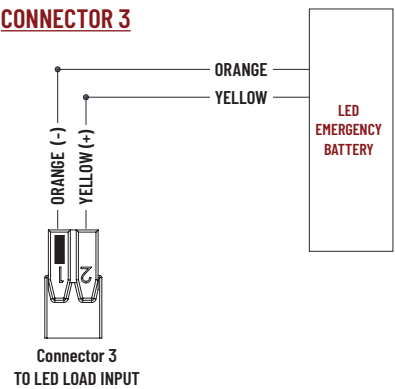 CONNECTOR 3
ORANGE
YELLOW
LED
EMERGENCY
BATTERY
ORANGE (-)
YELLOW (+)
1
2
Connector 3
TO LED LOAD INPUT